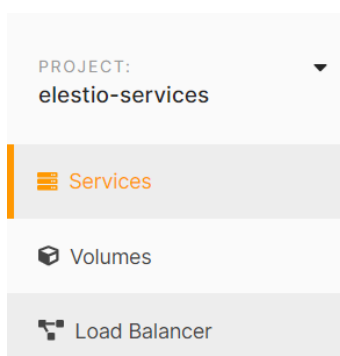 PROJECT:
elestio-services
Services
Volumes
Load Balancer